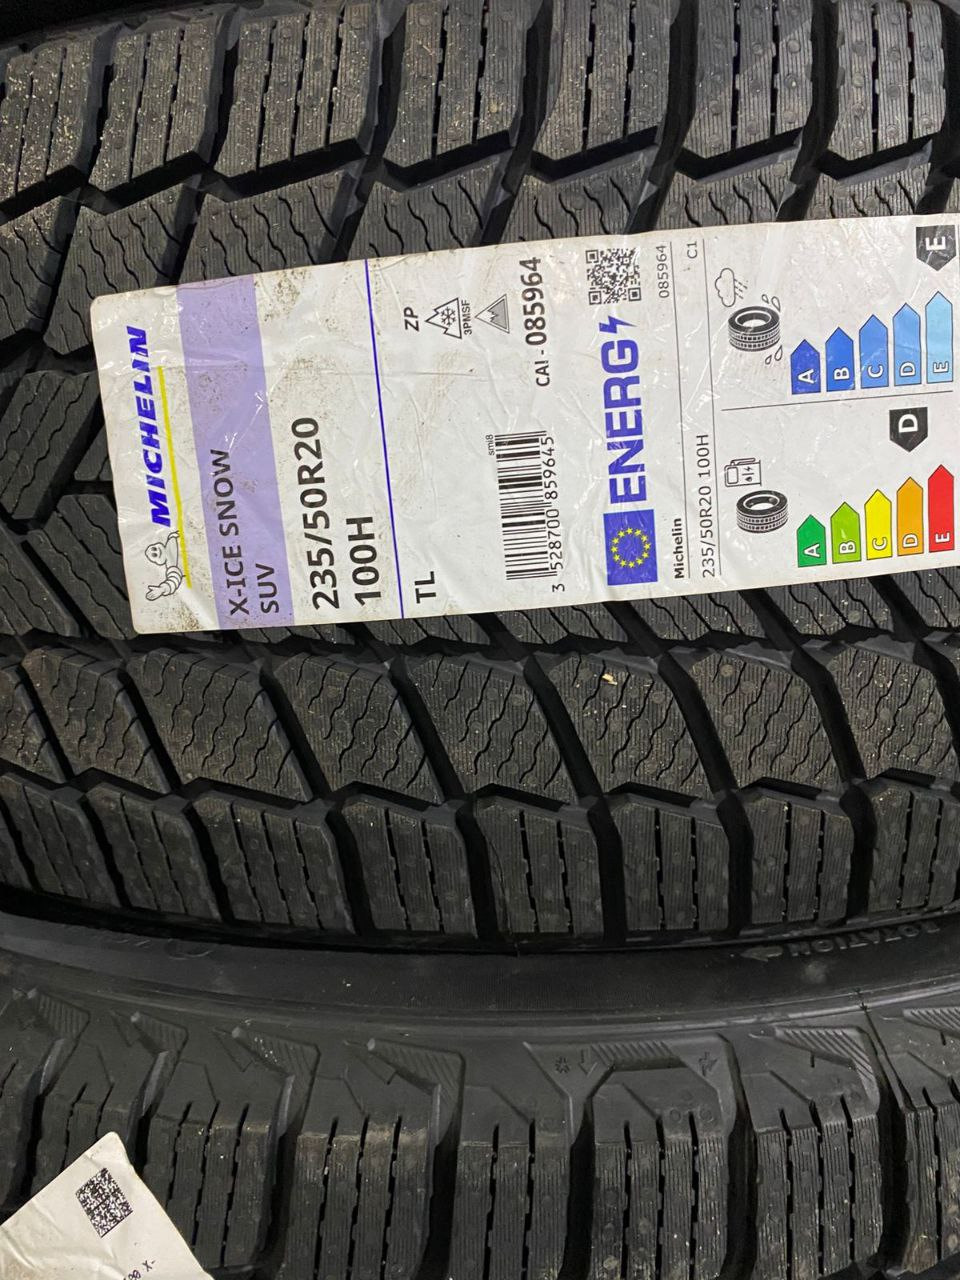 MICHELIN
X-ICE SNOW
SUV
235/50R20
100H
TL
ZP
3PMSF
CAI - 085964
smi8
3 528700 859645
ENERG
085964
Michelin
235/50R20 100H
C1
A
B
C
D
E
D
A
B
C
D
E
E
ROTATION